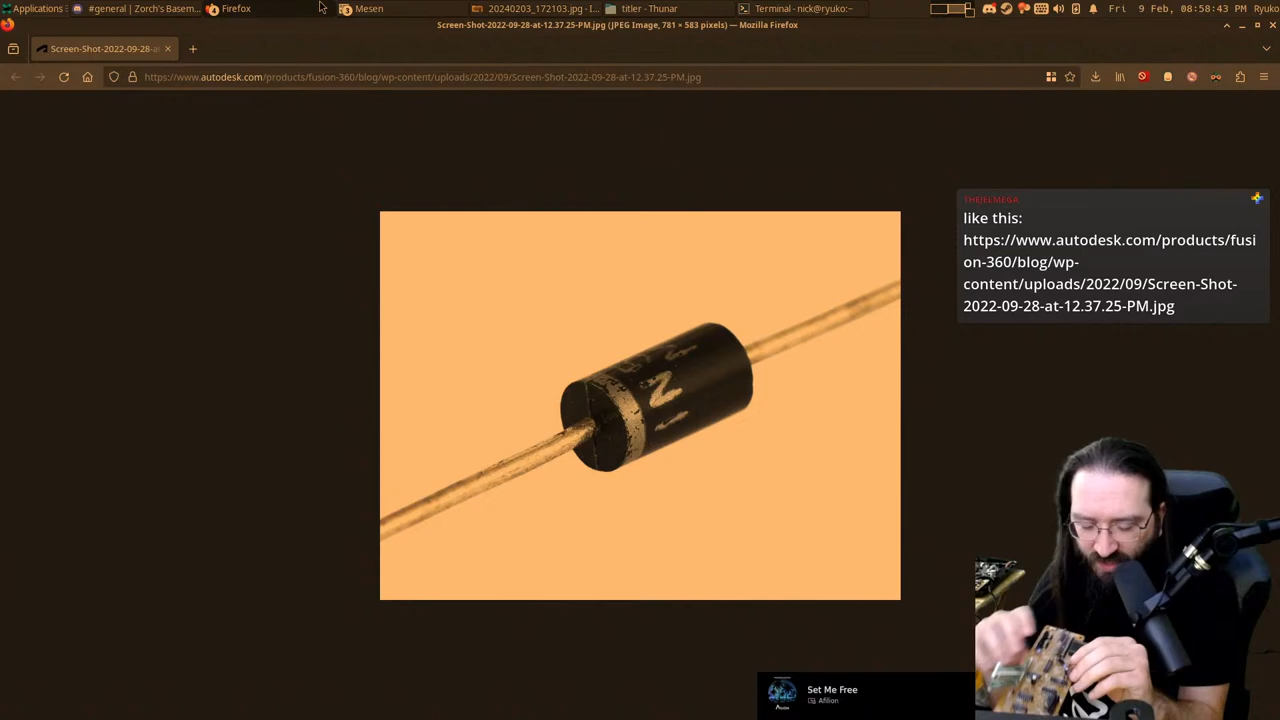 Applications
#general | Zorch's Basem...
Firefox
Mesen
20240203_172103.jpg - I...
titler - Thunar
Terminal - nick@ryuko:~
Fri 9 Feb, 08:58:43 PM Ryuko
Screen-Shot-2022-09-28-at-12.37.25-PM.jpg (JPEG Image, 781 × 583 pixels) — Mozilla Firefox
Screen-Shot-2022-09-28-a
https://www.autodesk.com/products/fusion-360/blog/wp-content/uploads/2022/09/Screen-Shot-2022-09-28-at-12.37.25-PM.jpg
THEJELMEGA
like this:
https://www.autodesk.com/products/fusi
on-360/blog/wp-
content/uploads/2022/09/Screen-Shot-
2022-09-28-at-12.37.25-PM.jpg
1N
Set Me Free
Afilion